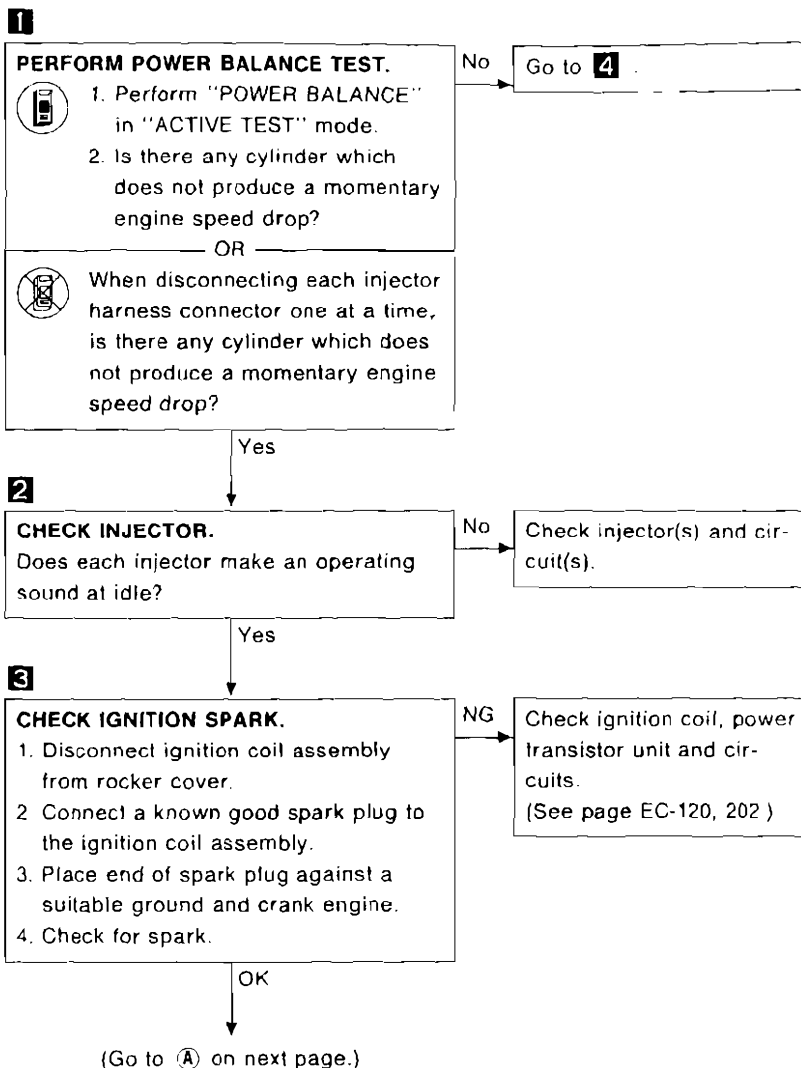 1
PERFORM POWER BALANCE TEST.
1. Perform "POWER BALANCE"
in "ACTIVE TEST" mode.
2. Is there any cylinder which
does not produce a momentary
engine speed drop?
OR
When disconnecting each injector
harness connector one at a time,
is there any cylinder which does
not produce a momentary engine
speed drop?
No
Go to 4 .
Yes
2
CHECK INJECTOR.
Does each injector make an operating
sound at idle?
No
Check injector(s) and cir-
cuit(s).
Yes
3
CHECK IGNITION SPARK.
1. Disconnect ignition coil assembly
from rocker cover.
2 Connect a known good spark plug to
the ignition coil assembly.
3. Place end of spark plug against a
suitable ground and crank engine.
4. Check for spark.
NG
Check ignition coil, power
transistor unit and cir-
cuits.
(See page EC-120, 202 )
OK
(Go to Ⓐ on next page.)